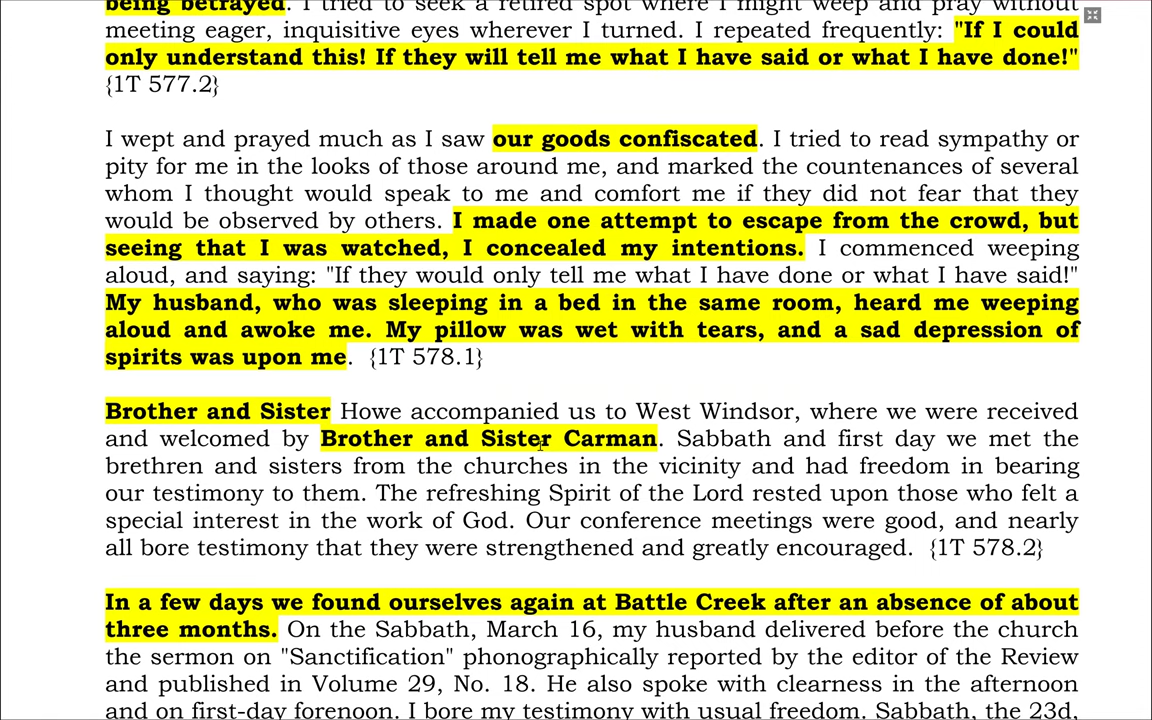 being betrayed. I tried to seek a retired spot where I might weep and pray without
meeting eager, inquisitive eyes wherever I turned. I repeated frequently: "If I could
only understand this! If they will tell me what I have said or what I have done!"
{1T 577.2}
I wept and prayed much as I saw our goods confiscated. I tried to read sympathy or
pity for me in the looks of those around me, and marked the countenances of several
whom I thought would speak to me and comfort me if they did not fear that they
would be observed by others. I made one attempt to escape from the crowd, but
seeing that I was watched, I concealed my intentions. I commenced weeping
aloud, and saying: "If they would only tell me what I have done or what I have said!"
My husband, who was sleeping in a bed in the same room, heard me weeping
aloud and awoke me. My pillow was wet with tears, and a sad depression of
spirits was upon me. {1T 578.1}
Brother and Sister Howe accompanied us to West Windsor, where we were received
and welcomed by Brother and Sister Carman. Sabbath and first day we met the
brethren and sisters from the churches in the vicinity and had freedom in bearing
our testimony to them. The refreshing Spirit of the Lord rested upon those who felt a
special interest in the work of God. Our conference meetings were good, and nearly
all bore testimony that they were strengthened and greatly encouraged. {1T 578.2}
In a few days we found ourselves again at Battle Creek after an absence of about
three months. On the Sabbath, March 16, my husband delivered before the church
the sermon on "Sanctification" phonographically reported by the editor of the Review
and published in Volume 29, No. 18. He also spoke with clearness in the afternoon
and on first-day forenoon. I bore my testimony with usual freedom. Sabbath, the 23d,